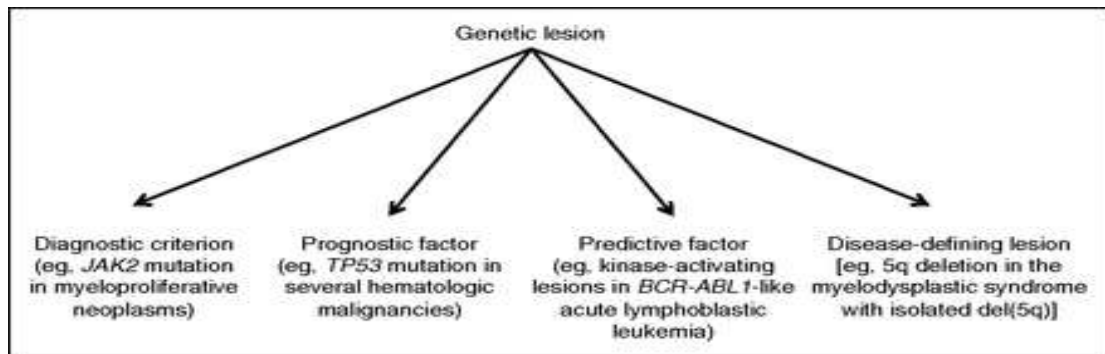 Genetic lesion
Diagnostic criterion
(eg, JAK2 mutation
in myeloproliferative
neoplasms)
Prognostic factor
(eg, TP53 mutation in
several hematologic
malignancies)
Predictive factor
(eg, kinase-activating
lesions in BCR-ABL1-like
acute lymphoblastic
leukemia)
Disease-defining lesion
[eg, 5q deletion in the
myelodysplastic syndrome
with isolated del(5q)]